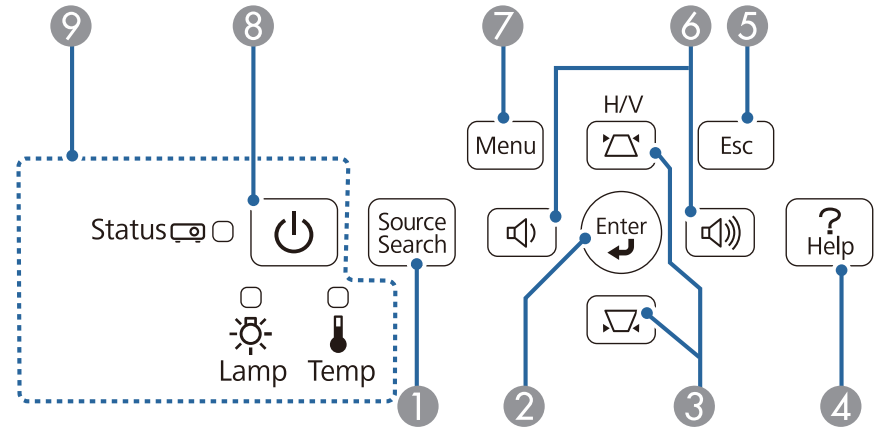 9
8
7
6
5
H/V
Menu
Esc
Status
Source
Search
Enter
?
Help
Lamp
Temp
1
2
3
4